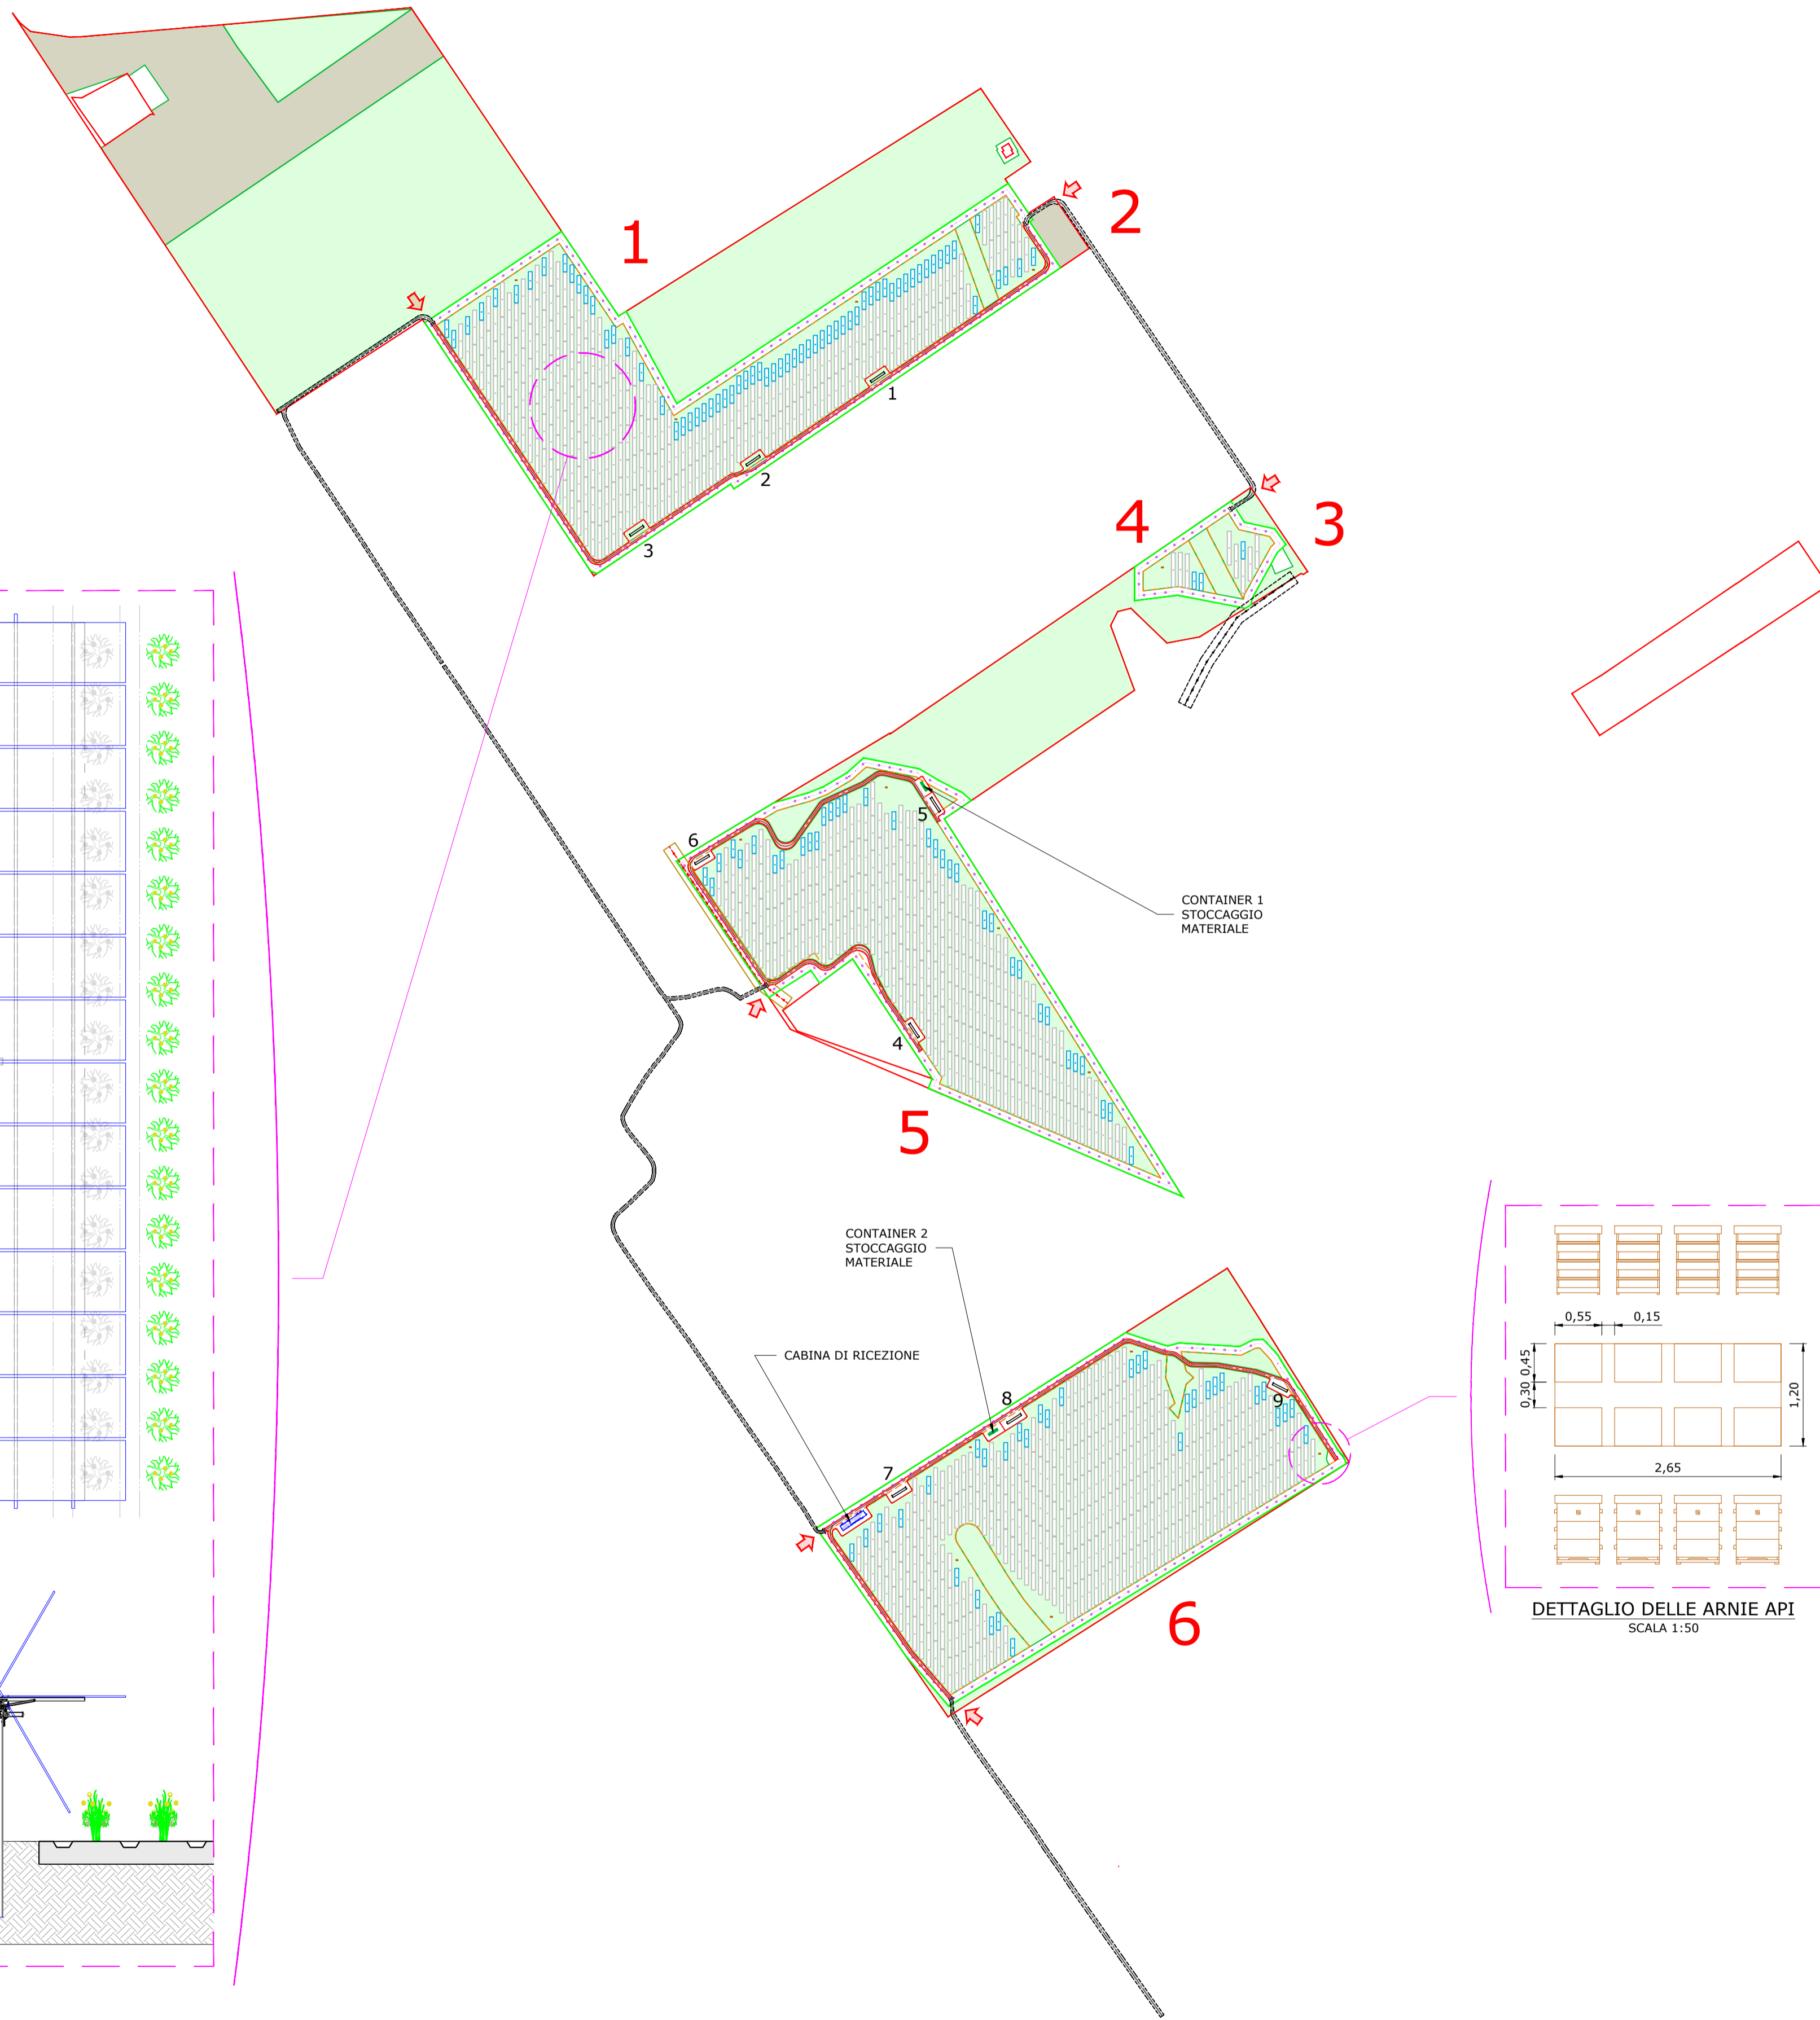 1
2
1
2
3
4
3
6
5
CONTAINER 1
STOCCAGGIO
MATERIALE
4
5
CONTAINER 2
STOCCAGGIO
MATERIALE
CABINA DI RICEZIONE
8
9
7
6
0,55
0,15
0,45
0,30
1,20
2,65
DETTAGLIO DELLE ARNIE API
SCALA 1:50